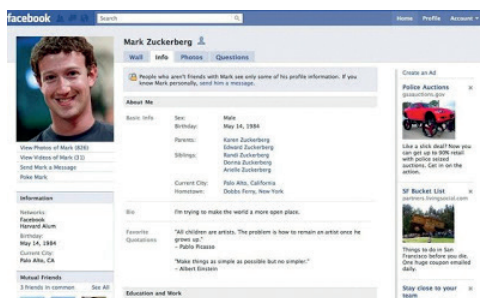 facebook
Search
Home Profile Account
Mark Zuckerberg
Wall Info Photos Questions
People who aren't friends with Mark see only some of his profile information. If you
know Mark personally, send him a message.
About Me
Basic Info Sex: Male
Birthday: May 14, 1984
Parents: Karen Zuckerberg
Edward Zuckerberg
Siblings: Randi Zuckerberg
Donna Zuckerberg
Arielle Zuckerberg
Current City: Palo Alto, California
Hometown: Dobbs Ferry, New York
Bio I'm trying to make the world a more open place.
Favorite
Quotations
"All children are artists. The problem is how to remain an artist once he
grows up."
- Pablo Picasso
"Make things as simple as possible but no simpler."
- Albert Einstein
Education and Work
View Photos of Mark (826)
View Videos of Mark (31)
Send Mark a Message
Poke Mark
Information
Networks:
Facebook
Harvard Alum
Birthday:
May 14, 1984
Current City:
Palo Alto, CA
Mutual Friends
3 friends in common See All
Create an Ad
Police Auctions x
gsaauctions.gov
Like a slick deal? Now you
can get up to 90% retail
with police seized
auctions. Get in on the
action.
SF Bucket List x
partners.livingsocial.com
Things to do in San
Francisco before you die.
One huge coupon emailed
daily.
Stay close to your x
team